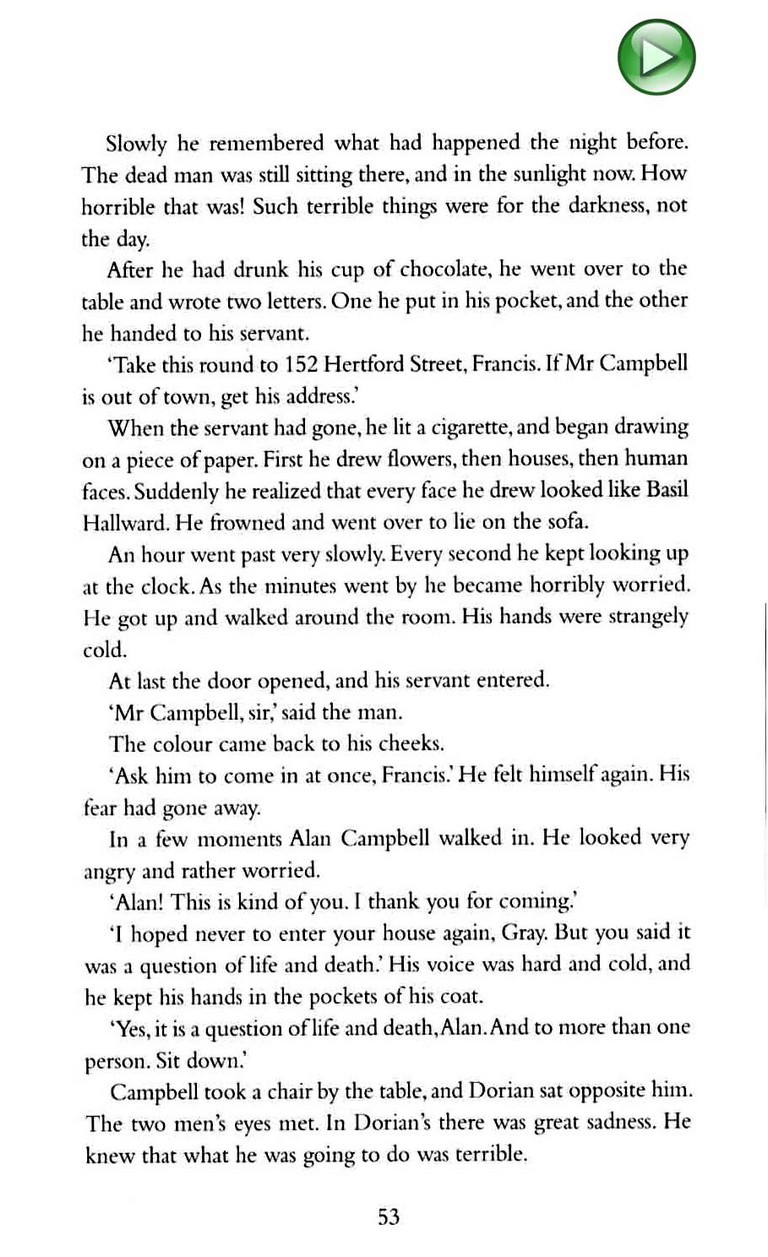 Slowly he remembered what had happened the night before.
The dead man was still sitting there, and in the sunlight now. How
horrible that was! Such terrible things were for the darkness, not
the day.
After he had drunk his cup of chocolate, he went over to the
table and wrote two letters. One he put in his pocket, and the other
he handed to his servant.
‘Take this round to 152 Hertford Street, Francis. If Mr Campbell
is out of town, get his address.’
When the servant had gone, he lit a cigarette, and began drawing
on a piece of paper. First he drew flowers, then houses, then human
faces. Suddenly he realized that every face he drew looked like Basil
Hallward. He frowned and went over to lie on the sofa.
An hour went past very slowly. Every second he kept looking up
at the clock. As the minutes went by he became horribly worried.
He got up and walked around the room. His hands were strangely
cold.
At last the door opened, and his servant entered.
‘Mr Campbell, sir,’ said the man.
The colour came back to his cheeks.
‘Ask him to come in at once, Francis.’ He felt himself again. His
fear had gone away.
In a few moments Alan Campbell walked in. He looked very
angry and rather worried.
‘Alan! This is kind of you. I thank you for coming.’
‘I hoped never to enter your house again, Gray. But you said it
was a question of life and death.’ His voice was hard and cold, and
he kept his hands in the pockets of his coat.
‘Yes, it is a question of life and death, Alan. And to more than one
person. Sit down.’
Campbell took a chair by the table, and Dorian sat opposite him.
The two men’s eyes met. In Dorian’s there was great sadness. He
knew that what he was going to do was terrible.
53